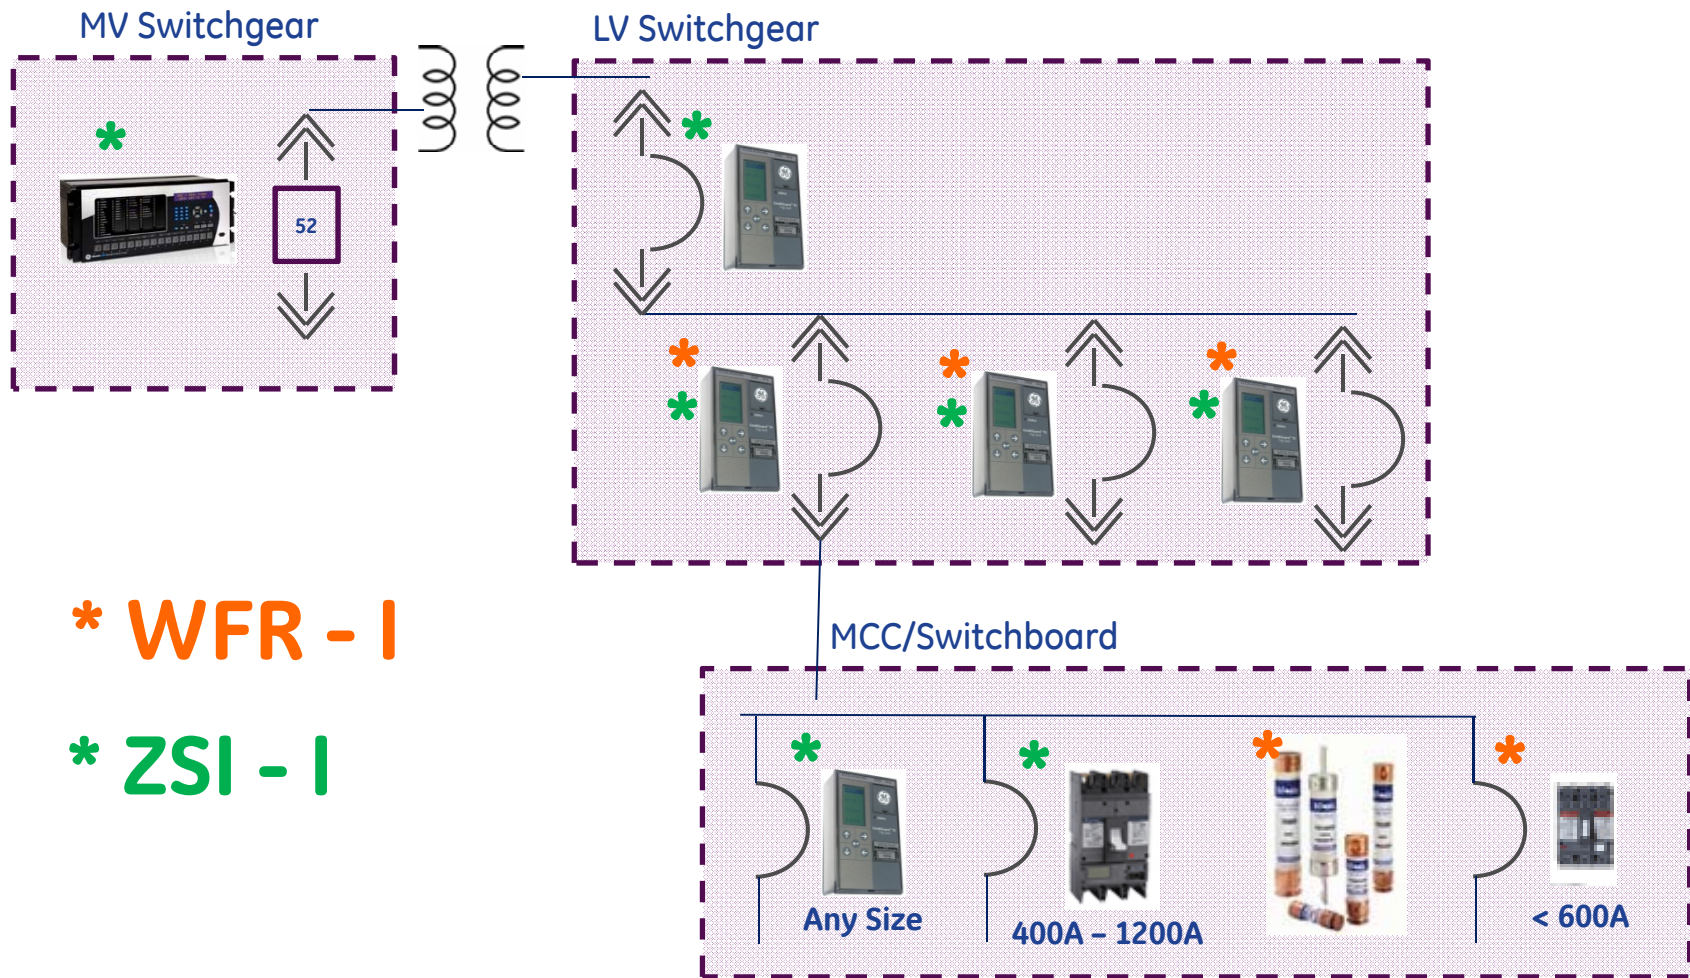 MV Switchgear
LV Switchgear
*
*
52
* *
* * *
* WFR - I
MCC/Switchboard
* ZSI - I
* * * *
Any Size
400A – 1200A
< 600A